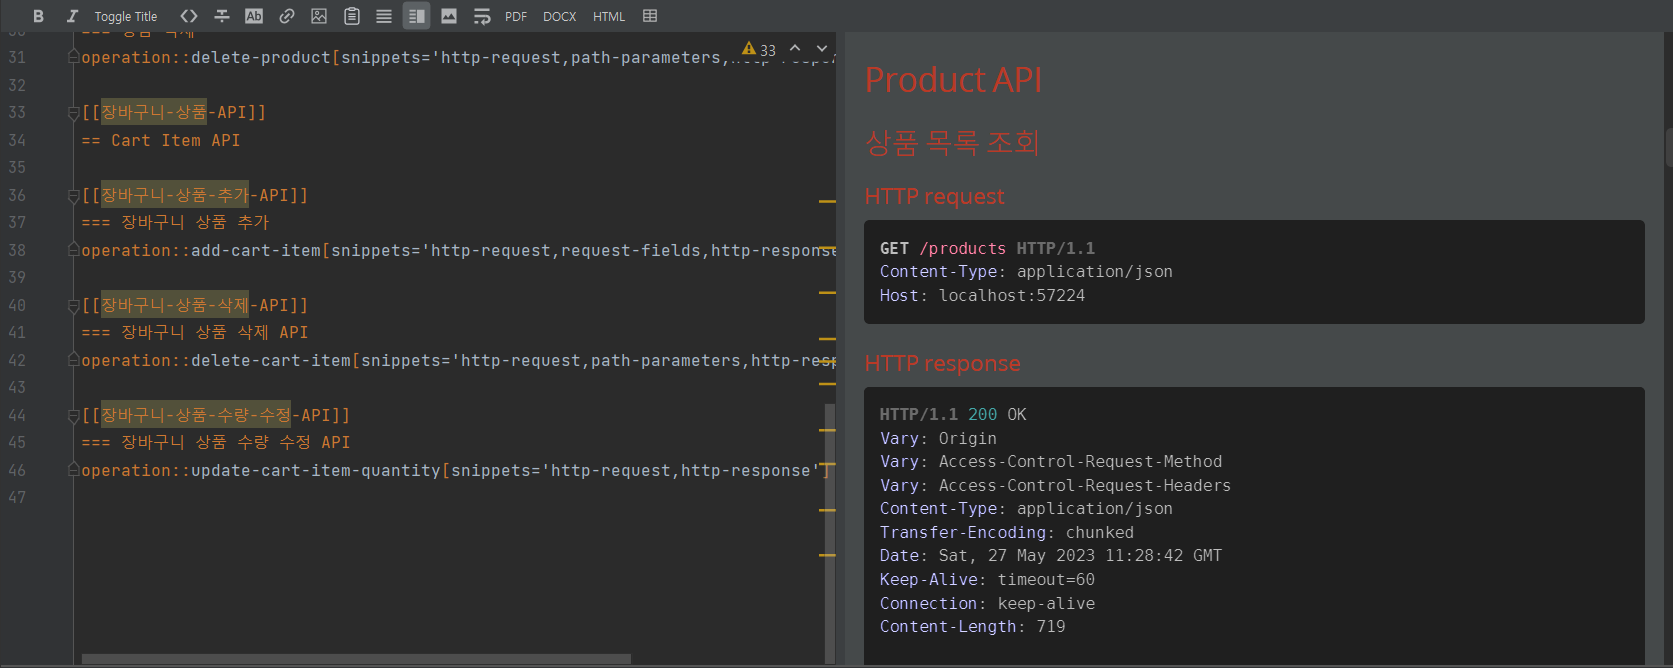 Toggle Title
Ab
PDF DOCX HTML
33
31 operation::delete-product[snippets='http-request,path-parameters,http-respon
32
33 [[장바구니-상품-API]]
34 == Cart Item API
35
36 [[장바구니-상품-추가-API]]
37 === 장바구니 상품 추가
38 operation::add-cart-item[snippets='http-request,request-fields,http-response
39
40 [[장바구니-상품-삭제-API]]
41 === 장바구니 상품 삭제 API
42 operation::delete-cart-item[snippets='http-request,path-parameters,http-resp
43
44 [[장바구니-상품-수량-수정-API]]
45 === 장바구니 상품 수량 수정 API
46 operation::update-cart-item-quantity[snippets='http-request,http-response']
47
Product API
상품 목록 조회
HTTP request
GET /products HTTP/1.1
Content-Type: application/json
Host: localhost:57224
HTTP response
HTTP/1.1 200 OK
Vary: Origin
Vary: Access-Control-Request-Method
Vary: Access-Control-Request-Headers
Content-Type: application/json
Transfer-Encoding: chunked
Date: Sat, 27 May 2023 11:28:42 GMT
Keep-Alive: timeout=60
Connection: keep-alive
Content-Length: 719